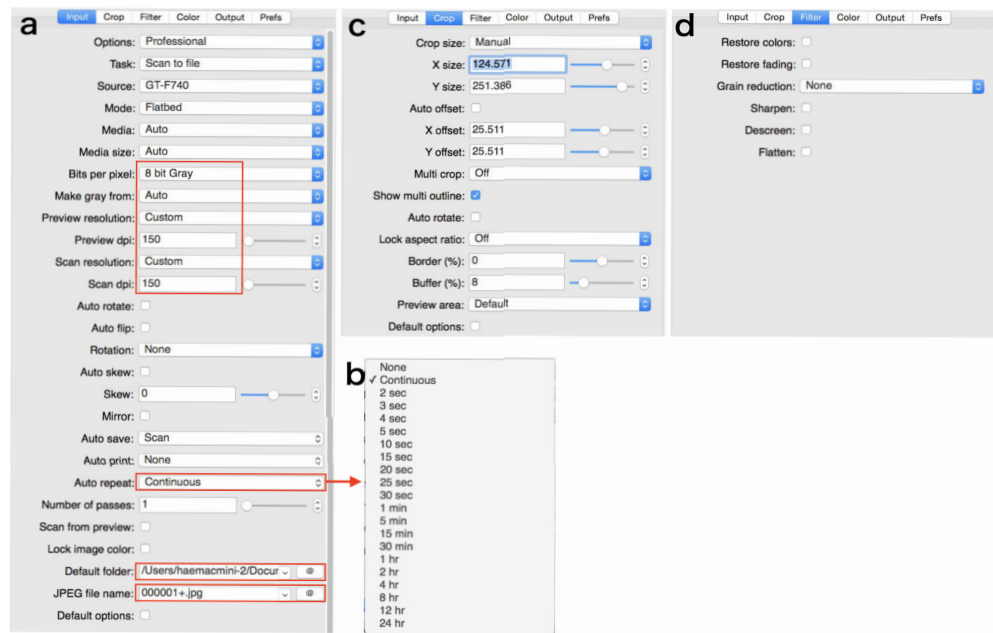 a
Input Crop Filter Color Output Prefs
Options: Professional
Task: Scan to file
Source: GT-F740
Mode: Flatbed
Media: Auto
Media size: Auto
Bits per pixel: 8 bit Gray
Make gray from: Auto
Preview resolution: Custom
Preview dpi: 150
Scan resolution: Custom
Scan dpi: 150
Auto rotate:
Auto flip:
Rotation: None
Auto skew:
Skew: 0
Mirror:
Auto save: Scan
Auto print: None
Auto repeat: Continuous
Number of passes: 1
Scan from preview:
Lock image color:
Default folder: /Users/haemacmini-2/Docur @
JPEG file name: 000001+.jpg @
Default options:
b
None
✓ Continuous
2 sec
3 sec
4 sec
5 sec
10 sec
15 sec
20 sec
25 sec
30 sec
1 min
5 min
15 min
30 min
1 hr
2 hr
4 hr
8 hr
12 hr
24 hr
c
Input Crop Filter Color Output Prefs
Crop size: Manual
X size: 124.571
Y size: 251.386
Auto offset:
X offset: 25.511
Y offset: 25.511
Multi crop: Off
Show multi outline:
Auto rotate:
Lock aspect ratio: Off
Border (%): 0
Buffer (%): 8
Preview area: Default
Default options:
d
Input Crop Filter Color Output Prefs
Restore colors:
Restore fading:
Grain reduction: None
Sharpen:
Descreen:
Flatten: